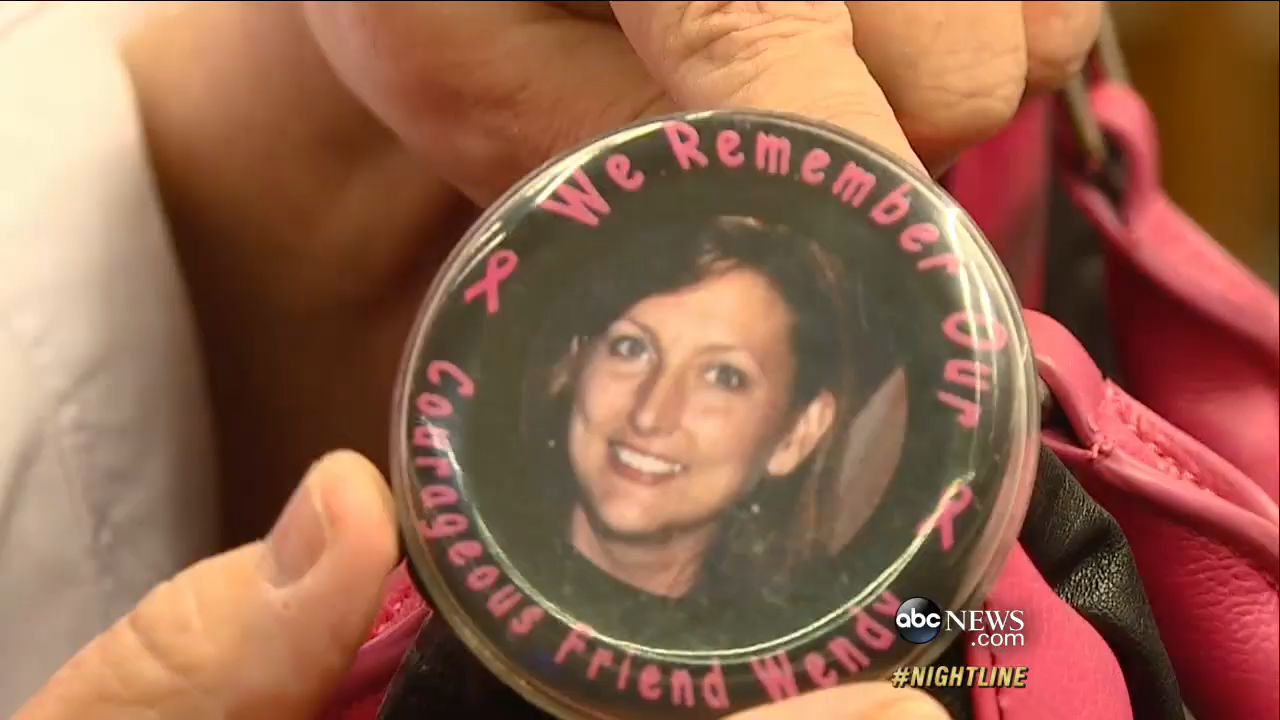 We Remember Our
Courageous Friend Wendy
abc NEWS
.com
#NIGHTLINE